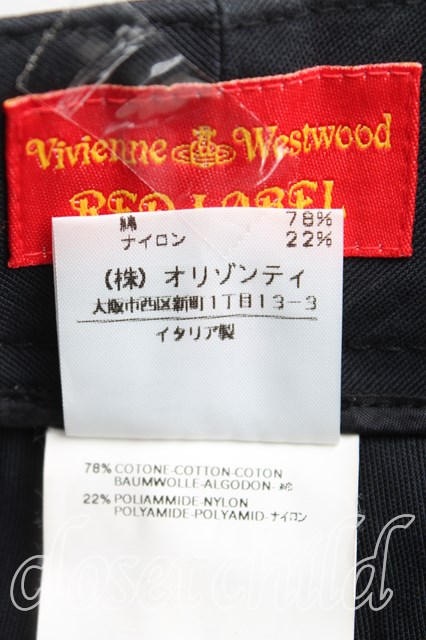 Vivienne Westwood
RED LABEL
綿 78%
ナイロン 22%
(株)オリゾンティ
大阪市西区新町1丁目13-3
イタリア製
78% COTONE-COTTON-COTON
BAUMWOLLE-ALGODON-綿
22% POLIAMMIDE-NYLON
POLYAMIDE-POLYAMID-ナイロン
closet child